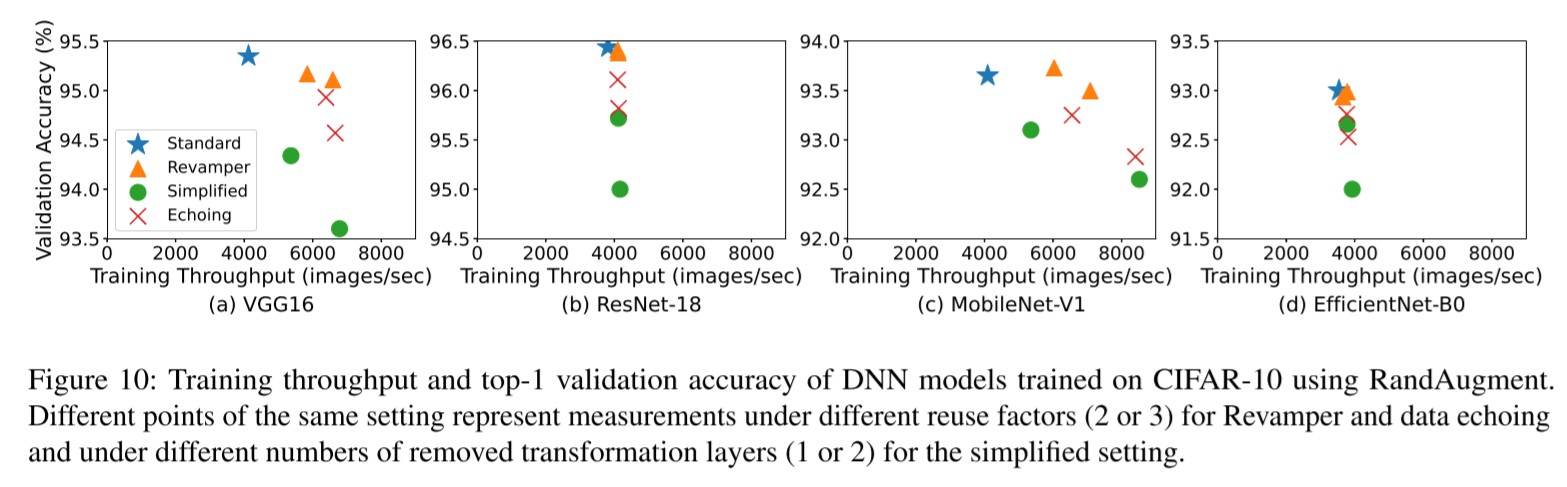 Validation Accuracy (%)
95.5
95.0
94.5
94.0
93.5
Standard
Revamper
Simplified
Echoing
0 2000 4000 6000 8000
Training Throughput (images/sec)
(a) VGG16
96.5
96.0
95.5
95.0
94.5
0 2000 4000 6000 8000
Training Throughput (images/sec)
(b) ResNet-18
94.0
93.5
93.0
92.5
92.0
0 2000 4000 6000 8000
Training Throughput (images/sec)
(c) MobileNet-V1
93.5
93.0
92.5
92.0
91.5
0 2000 4000 6000 8000
Training Throughput (images/sec)
(d) EfficientNet-B0
Figure 10: Training throughput and top-1 validation accuracy of DNN models trained on CIFAR-10 using RandAugment.
Different points of the same setting represent measurements under different reuse factors (2 or 3) for Revamper and data echoing
and under different numbers of removed transformation layers (1 or 2) for the simplified setting.